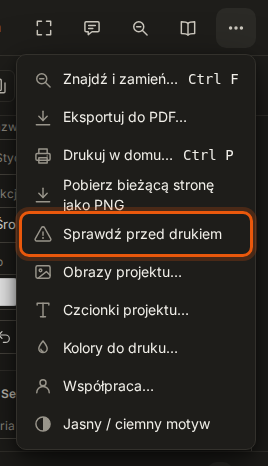 Znajdź i zamień... Ctrl F
Eksportuj do PDF...
Drukuj w domu... Ctrl P
Pobierz bieżącą stronę
jako PNG
Sprawdź przed drukiem
Obrazy projektu...
Czcionki projektu...
Kolory do druku...
Współpraca...
Jasny / ciemny motyw